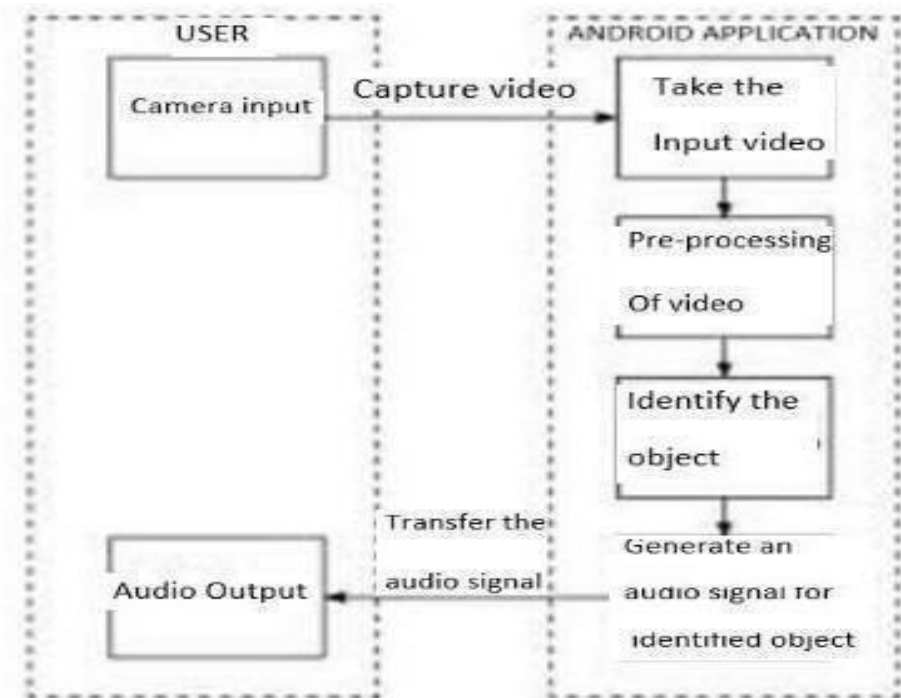 USER
Camera input
Capture video
ANDROID APPLICATION
Take the
Input video
Pre-processing
Of video
Identify the
object
Generate an
audio signal for
identified object
Transfer the
audio signal
Audio Output